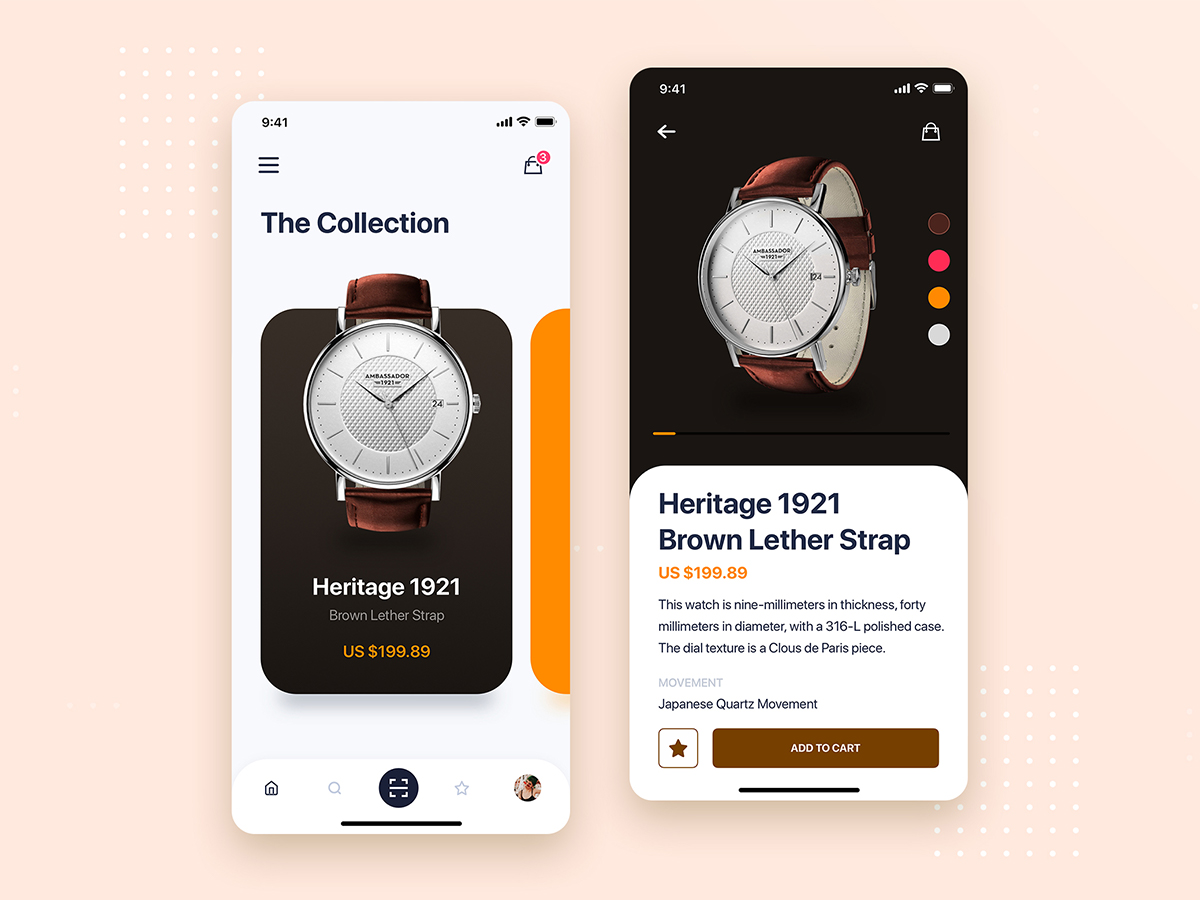 9:41
3
The Collection
AMBASSADOR
1921
24
Heritage 1921
Brown Lether Strap
US $199.89
9:41
AMBASSADOR
1921
24
Heritage 1921
Brown Lether Strap
US $199.89
This watch is nine-millimeters in thickness, forty
millimeters in diameter, with a 316-L polished case.
The dial texture is a Clous de Paris piece.
MOVEMENT
Japanese Quartz Movement
ADD TO CART